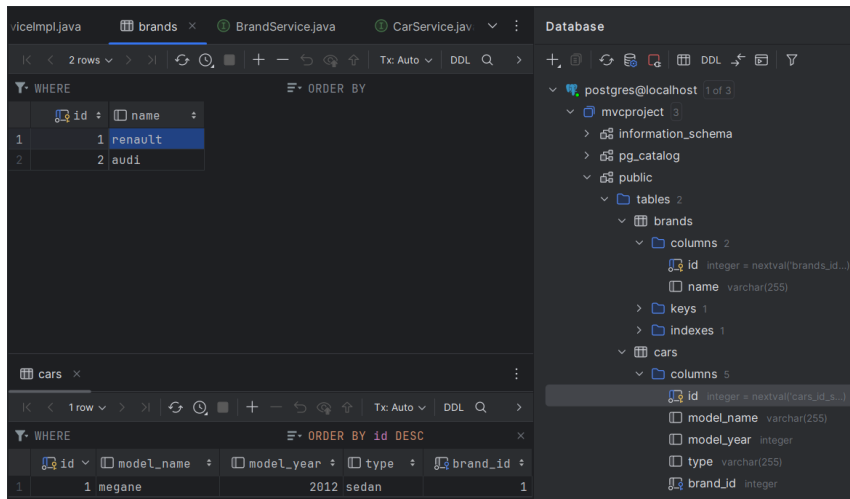 viceImpl.java
brands
BrandService.java
CarService.jav
2 rows
Tx: Auto
DDL
WHERE
ORDER BY
id
name
1 1 renault
2 2 audi
cars
1 row
Tx: Auto
DDL
WHERE
ORDER BY id DESC
id model_name model_year type brand_id
1 1 megane 2012 sedan 1
Database
DDL
postgres@localhost 1 of 3
mvcproject 3
information_schema
pg_catalog
public
tables 2
brands
columns 2
id integer = nextval('brands_id...)
name varchar(255)
keys 1
indexes 1
cars
columns 5
id integer = nextval('cars_id_s...)
model_name varchar(255)
model_year integer
type varchar(255)
brand_id integer